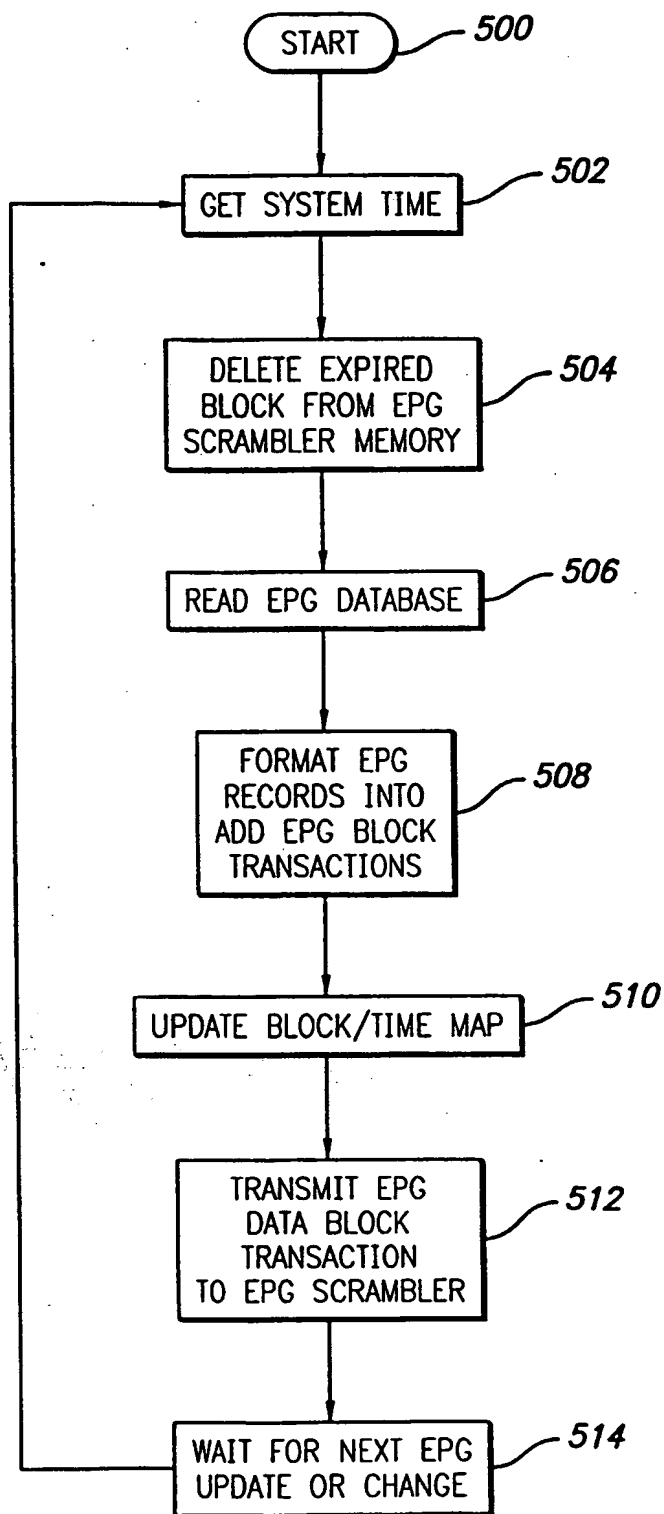 START
500
GET SYSTEM TIME
502
DELETE EXPIRED
BLOCK FROM EPG
SCRAMBLER MEMORY
504
READ EPG DATABASE
506
FORMAT EPG
RECORDS INTO
ADD EPG BLOCK
TRANSACTIONS
508
UPDATE BLOCK/TIME MAP
510
TRANSMIT EPG
DATA BLOCK
TRANSACTION
TO EPG SCRAMBLER
512
WAIT FOR NEXT EPG
UPDATE OR CHANGE
514